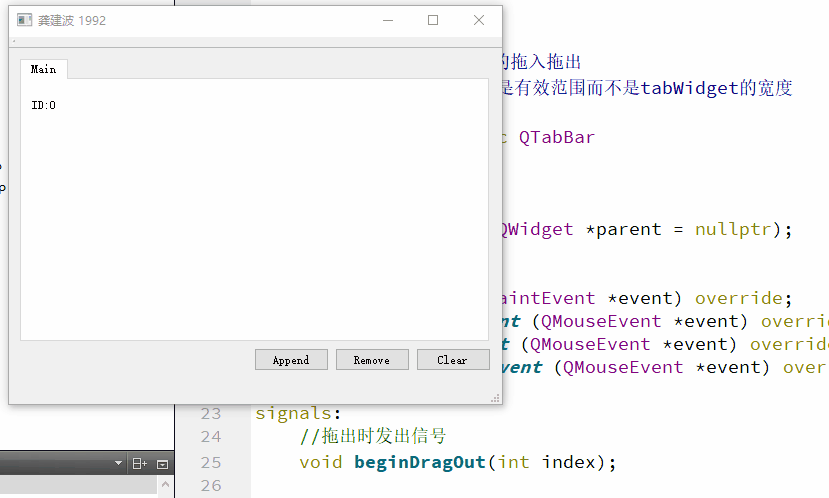 龚建波 1992
Main
ID:0
Append
Remove
Clear
的拖入拖出
是有效范围而不是tabWidget的宽度
c QTabBar
QWidget *parent = nullptr);
aintEvent *event) override;
nt (QMouseEvent *event) overri
t (QMouseEvent *event) overrid
vent (QMouseEvent *event) over
23 signals:
24 //拖出时发出信号
25 void beginDragOut(int index);
26